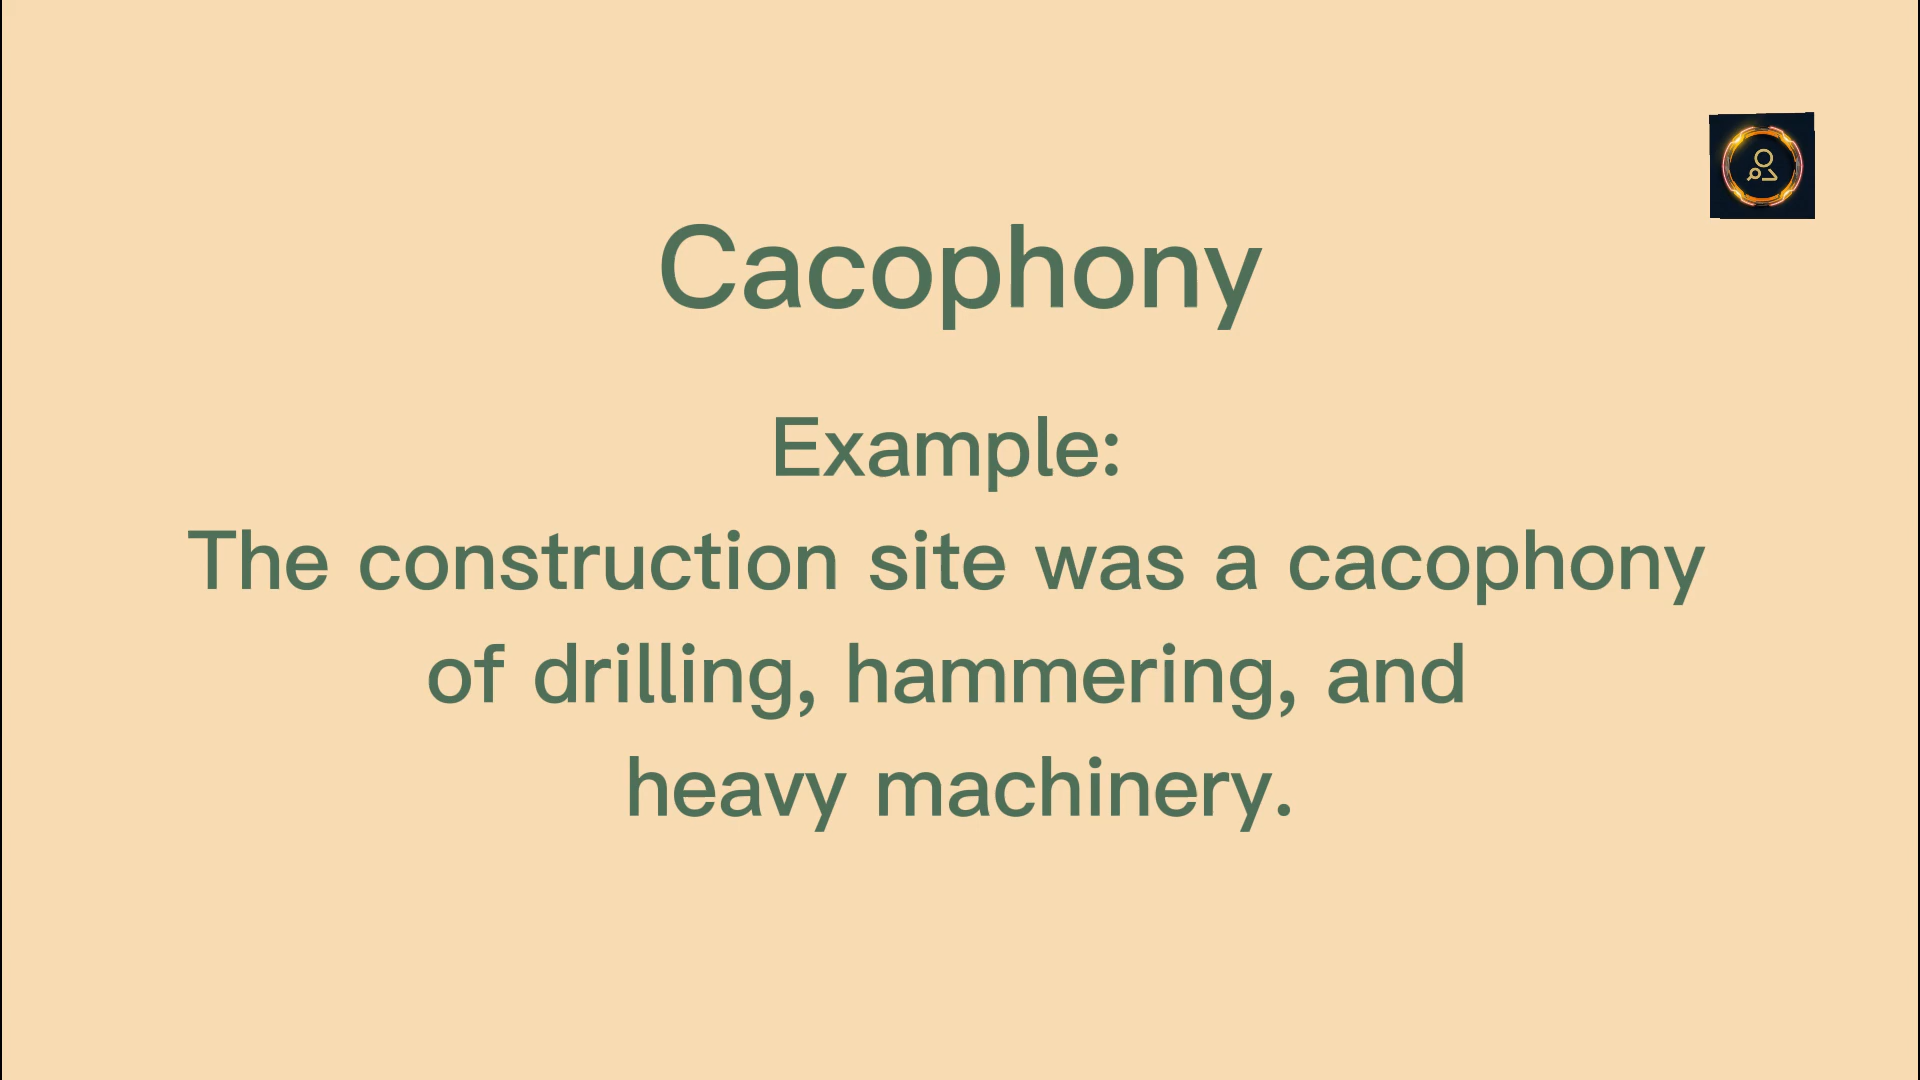 Cacophony
Example:
The construction site was a cacophony
of drilling, hammering, and
heavy machinery.